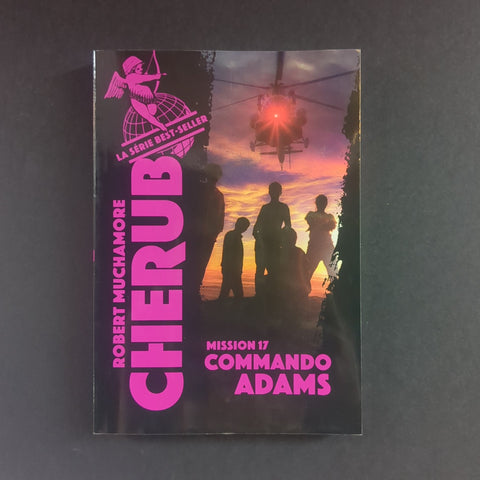 LA SÉRIE BEST-SELLER
ROBERT MUCHAMORE
CHERUB
MISSION 17
COMMANDO
ADAMS